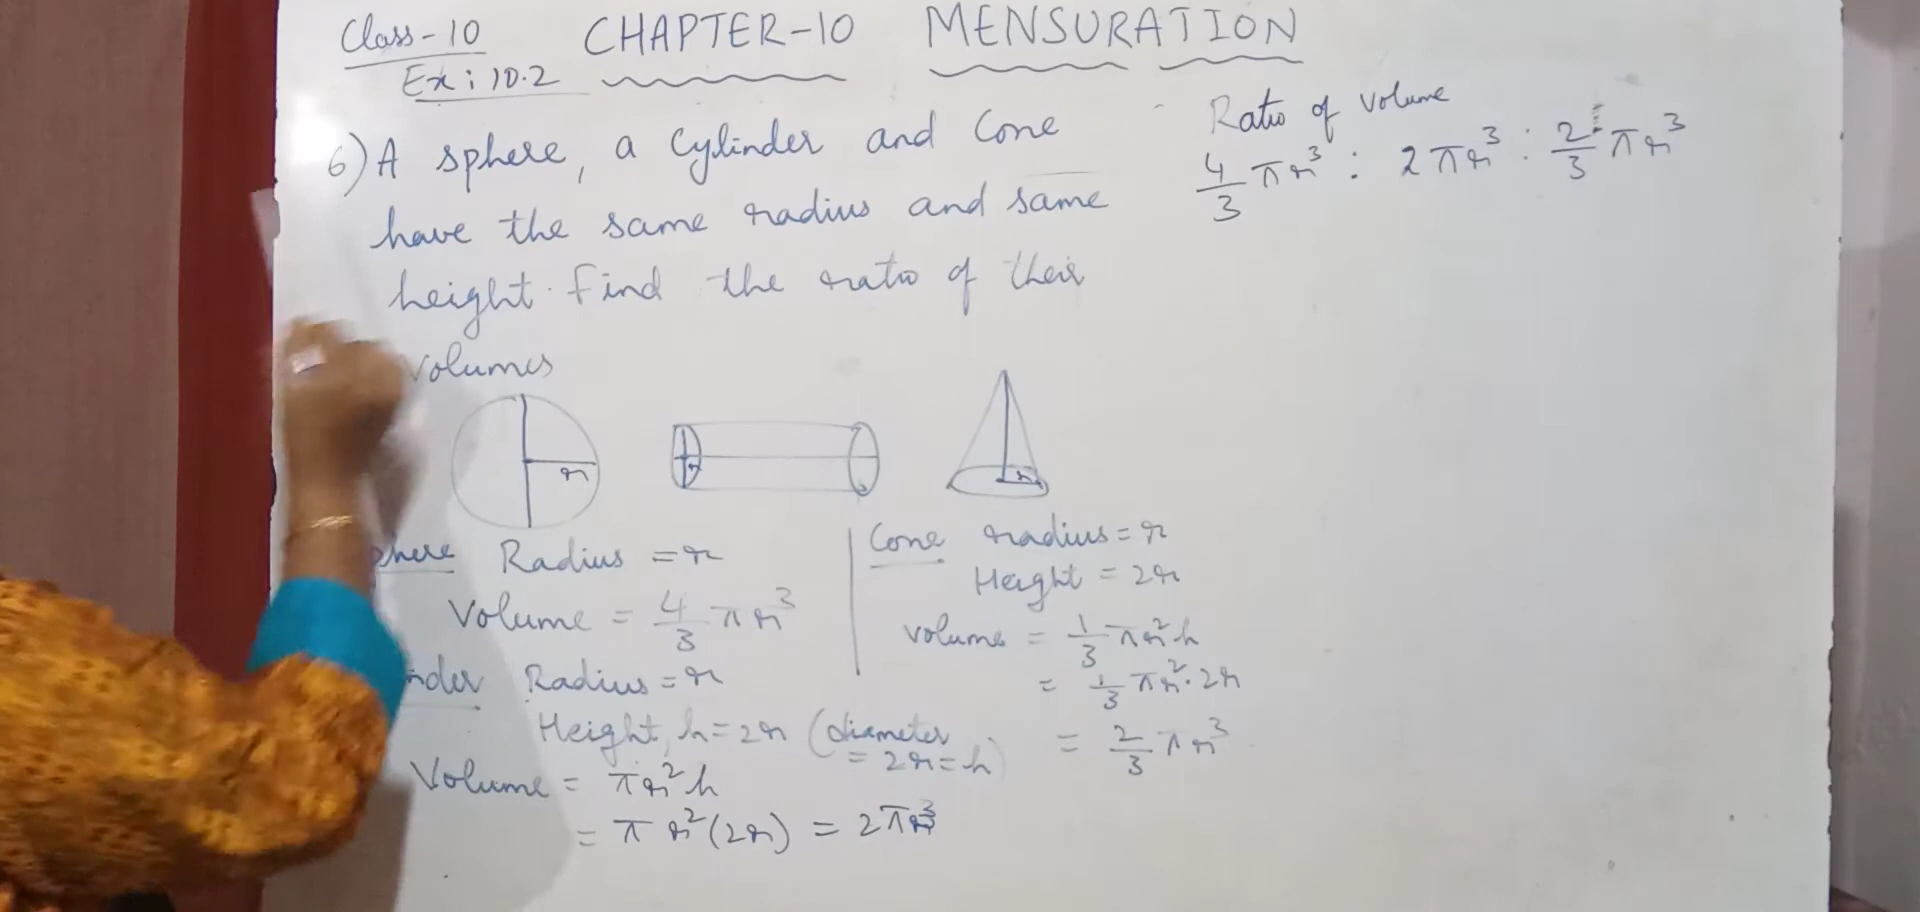 Class-10 CHAPTER-10 MENSURATION
Ex: 10.2
6) A sphere, a Cylinder and Cone
have the same radius and same
height. Find the ratio of their
volumes
r
r
r
Radius = r
Volume = 4/3 πr³
Radius = r
Height, h = 2r (diameter
= 2r = h)
Volume = πr²h
= πr²(2r) = 2πr³
Cone radius = r
Height = 2r
volume = 1/3 πr²h
= 1/3 πr².2r
= 2/3 πr³
Ratio of volume
4/3 πr³ : 2πr³ : 2/3 πr³